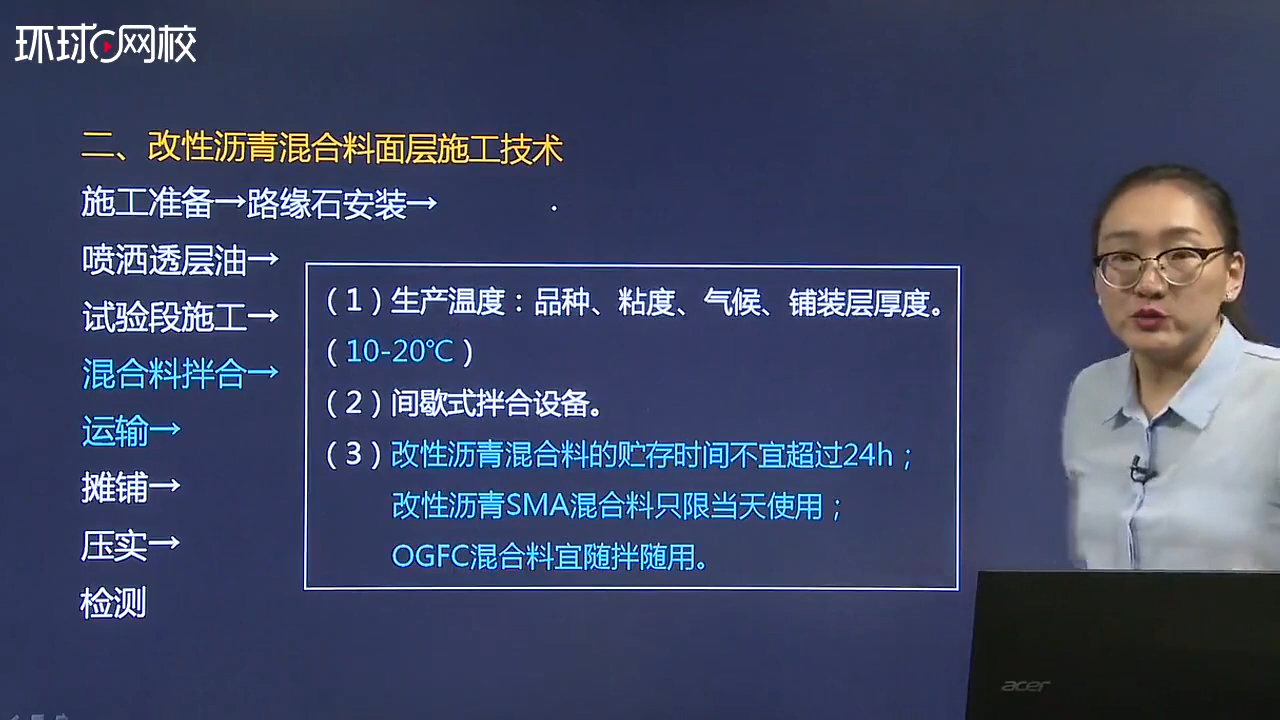 环球网校
二、改性沥青混合料面层施工技术
施工准备→路缘石安装→
喷洒透层油→
试验段施工→
混合料拌合→
运输→
摊铺→
压实→
检测
（1）生产温度：品种、粘度、气候、铺装层厚度。
（10-20℃）
（2）间歇式拌合设备。
（3）改性沥青混合料的贮存时间不宜超过24h；
改性沥青SMA混合料只限当天使用；
OGFC混合料宜随拌随用。
acer